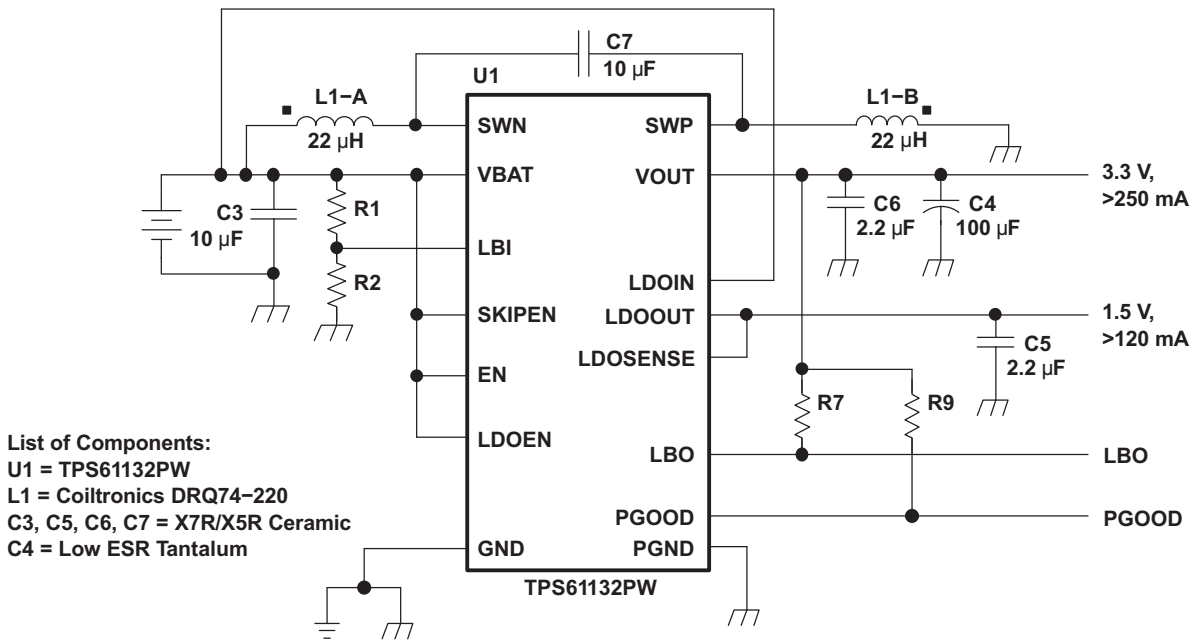 C7
10 µF
U1
L1−A
22 µH
SWN
SWP
L1−B
22 µH
VBAT
VOUT
3.3 V,
>250 mA
C3
10 µF
R1
C6
2.2 µF
C4
100 µF
LBI
R2
LDOIN
SKIPEN
LDOOUT
1.5 V,
>120 mA
LDOSENSE
C5
2.2 µF
EN
R7
R9
LDOEN
LBO
LBO
List of Components:
U1 = TPS61132PW
L1 = Coiltronics DRQ74−220
C3, C5, C6, C7 = X7R/X5R Ceramic
C4 = Low ESR Tantalum
PGOOD
PGOOD
GND
PGND
TPS61132PW